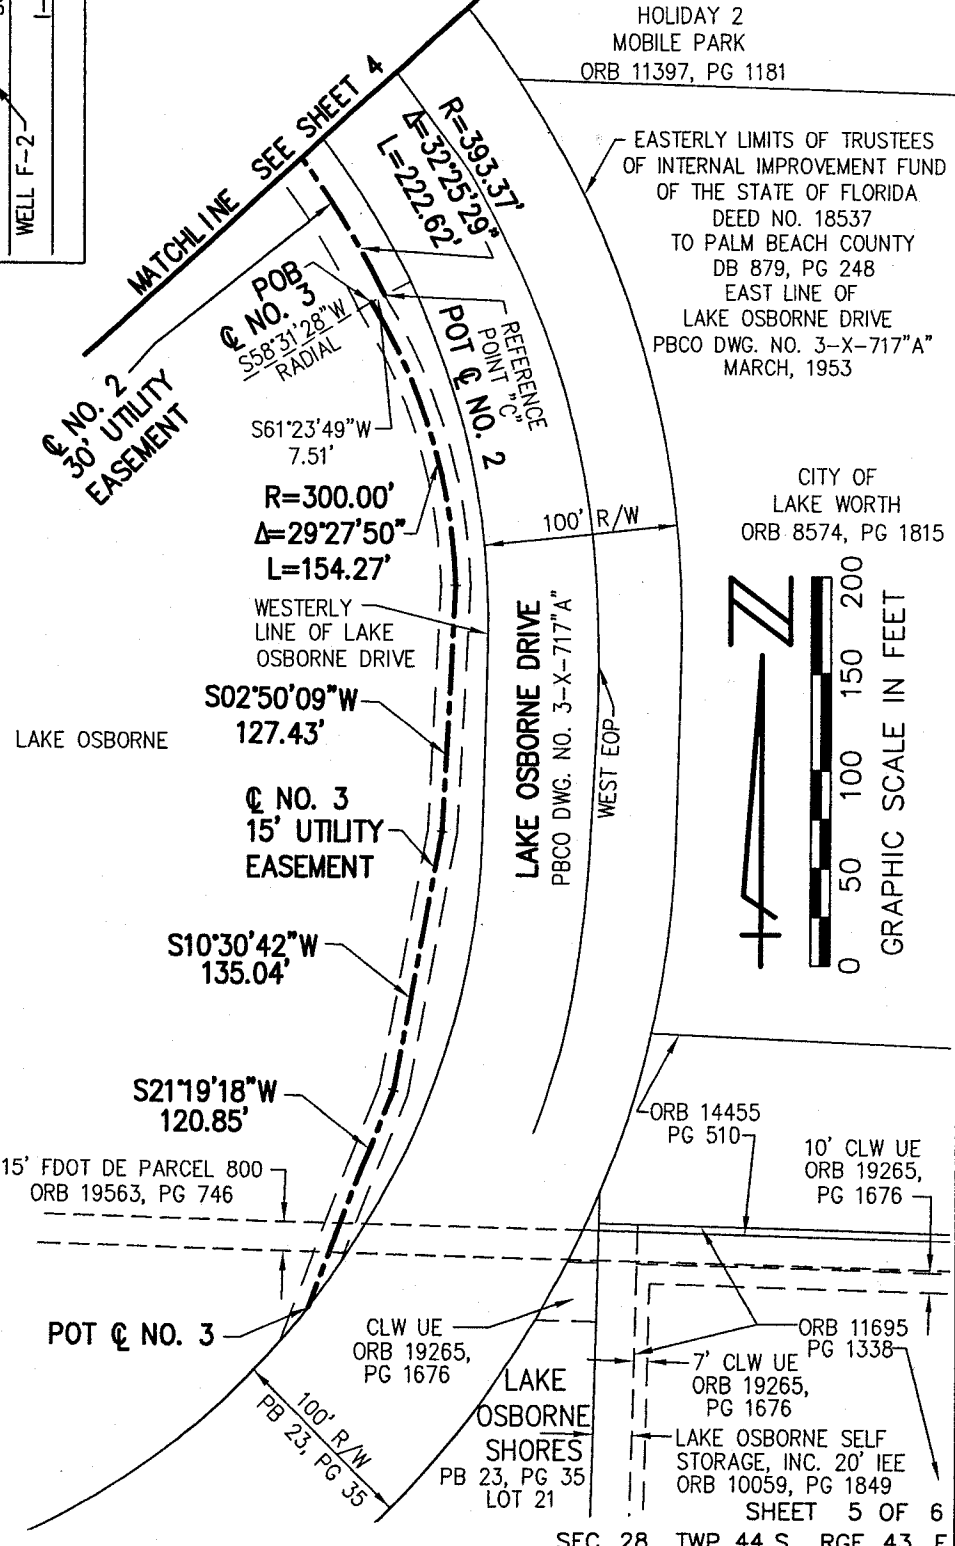 WELL F-2
HOLIDAY 2
MOBILE PARK
ORB 11397, PG 1181
MATCHLINE SEE SHEET 4
R=393.37'
Δ=32°25'29"
L=222.62'
EASTERLY LIMITS OF TRUSTEES
OF INTERNAL IMPROVEMENT FUND
OF THE STATE OF FLORIDA
DEED NO. 18537
TO PALM BEACH COUNTY
DB 879, PG 248
EAST LINE OF
LAKE OSBORNE DRIVE
PBCO DWG. NO. 3-X-717"A"
MARCH, 1953
POB
℄ NO. 3
S58°31'28"W
RADIAL
REFERENCE
POINT "C"
POT ℄ NO. 2
℄ NO. 2
30' UTILITY
EASEMENT
S61°23'49"W
7.51'
R=300.00'
Δ=29°27'50"
L=154.27'
100' R/W
CITY OF
LAKE WORTH
ORB 8574, PG 1815
WESTERLY
LINE OF LAKE
OSBORNE DRIVE
S02°50'09"W
127.43'
LAKE OSBORNE
℄ NO. 3
15' UTILITY
EASEMENT
LAKE OSBORNE DRIVE
PBCO DWG. NO. 3-X-717"A"
WEST EOP
N
0 50 100 150 200
GRAPHIC SCALE IN FEET
S10°30'42"W
135.04'
S21°19'18"W
120.85'
15' FDOT DE PARCEL 800
ORB 19563, PG 746
ORB 14455
PG 510
10' CLW UE
ORB 19265,
PG 1676
POT ℄ NO. 3
CLW UE
ORB 19265,
PG 1676
ORB 11695
PG 1338
7' CLW UE
ORB 19265,
PG 1676
100' R/W
PB 23, PG 35
LAKE
OSBORNE
SHORES
PB 23, PG 35
LOT 21
LAKE OSBORNE SELF
STORAGE, INC. 20' IEE
ORB 10059, PG 1849
SHEET 5 OF 6
SEC 28 TWP 44 S RGE 43 E